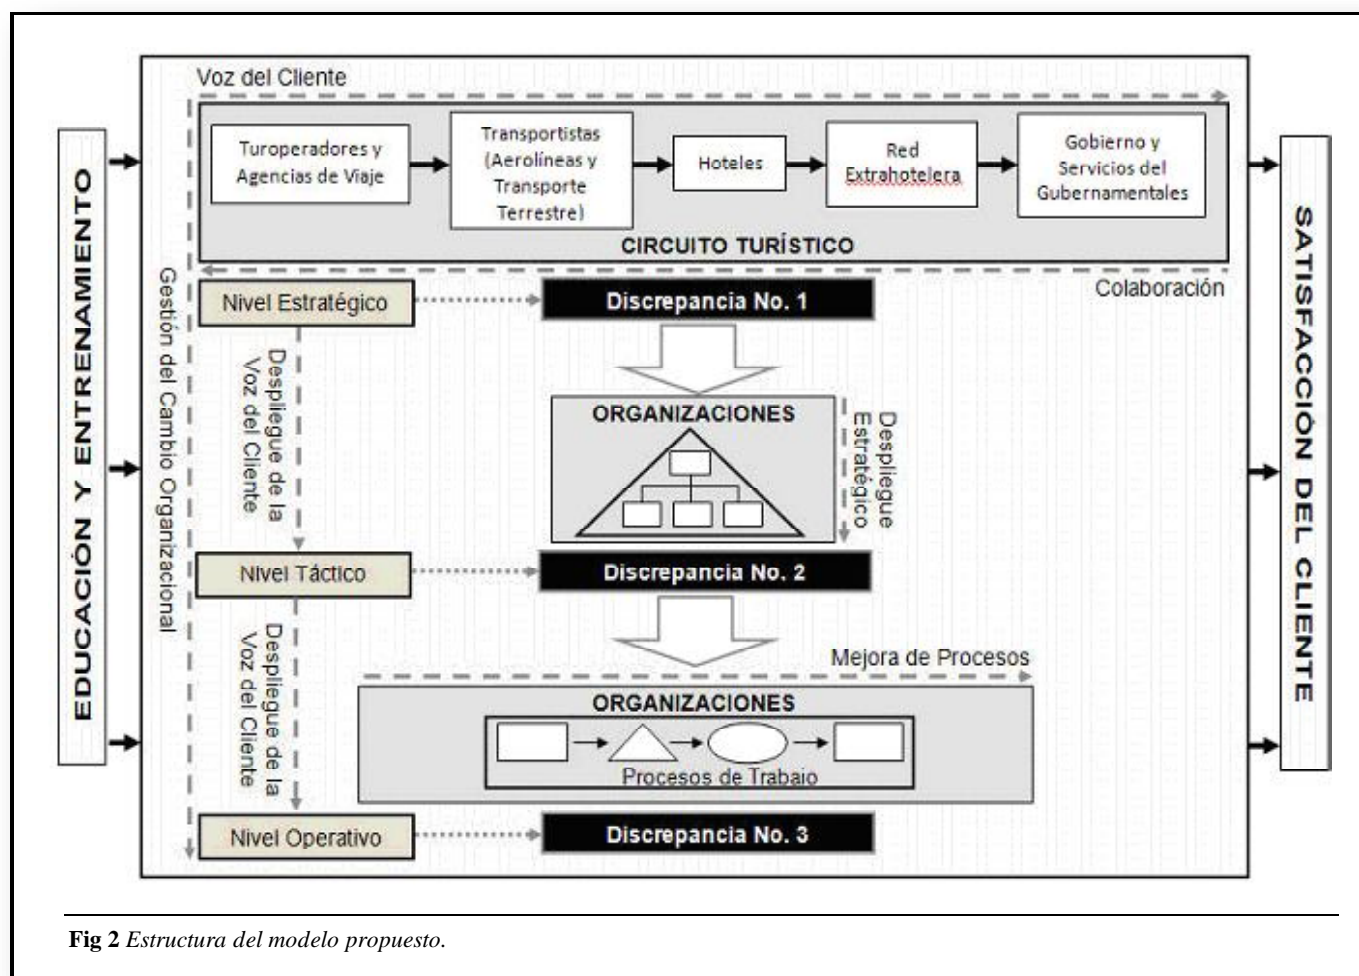 Voz del Cliente
Turoperadores y
Agencias de Viaje
Transportistas
(Aerolíneas y
Transporte
Terrestre)
Hoteles
Red
Extrahotelera
Gobierno y
Servicios del
Gubernamentales
CIRCUITO TURÍSTICO
Colaboración
EDUCACIÓN Y ENTRENAMIENTO
Gestión del Cambio Organizacional
Nivel Estratégico
Discrepancia No. 1
Despliegue de la
Voz del Cliente
ORGANIZACIONES
Despliegue
Estratégico
Nivel Táctico
Discrepancia No. 2
Despliegue de la
Voz del Cliente
Mejora de Procesos
ORGANIZACIONES
Procesos de Trabajo
Nivel Operativo
Discrepancia No. 3
SATISFACCIÓN DEL CLIENTE
Fig 2 Estructura del modelo propuesto.